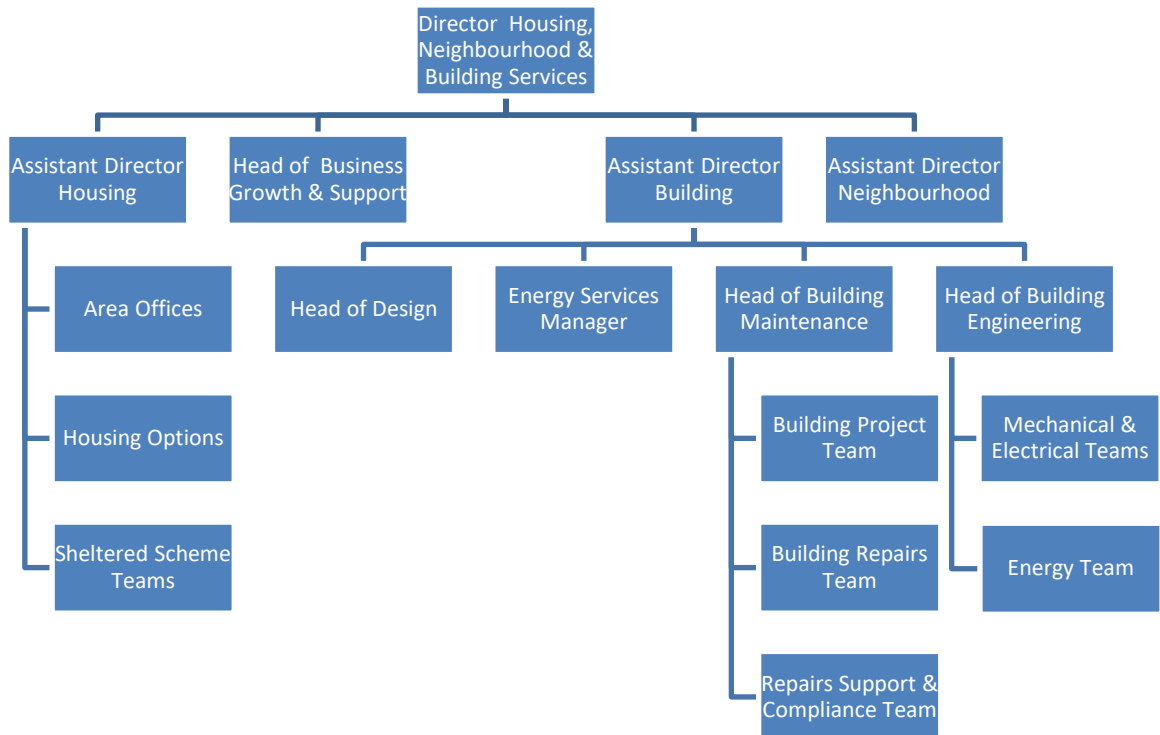 Director Housing,
Neighbourhood &
Building Services
Assistant Director
Housing
Head of Business
Growth & Support
Assistant Director
Building
Assistant Director
Neighbourhood
Area Offices
Head of Design
Energy Services
Manager
Head of Building
Maintenance
Head of Building
Engineering
Housing Options
Building Project
Team
Mechanical &
Electrical Teams
Sheltered Scheme
Teams
Building Repairs
Team
Energy Team
Repairs Support &
Compliance Team